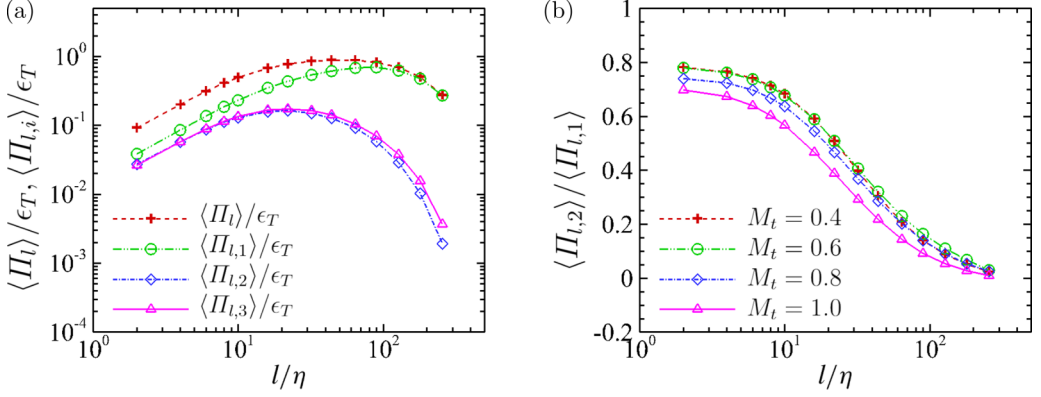 (a)
⟨Π_l⟩/ϵ_T, ⟨Π_{l,i}⟩/ϵ_T
10^0
10^-1
10^-2
10^-3
10^-4
⟨Π_l⟩/ϵ_T
⟨Π_{l,1}⟩/ϵ_T
⟨Π_{l,2}⟩/ϵ_T
⟨Π_{l,3}⟩/ϵ_T
10^0 10^1 10^2
l/η
(b)
⟨Π_{l,2}⟩/⟨Π_{l,1}⟩
1
0.8
0.6
0.4
0.2
0
-0.2
M_t = 0.4
M_t = 0.6
M_t = 0.8
M_t = 1.0
10^0 10^1 10^2
l/η